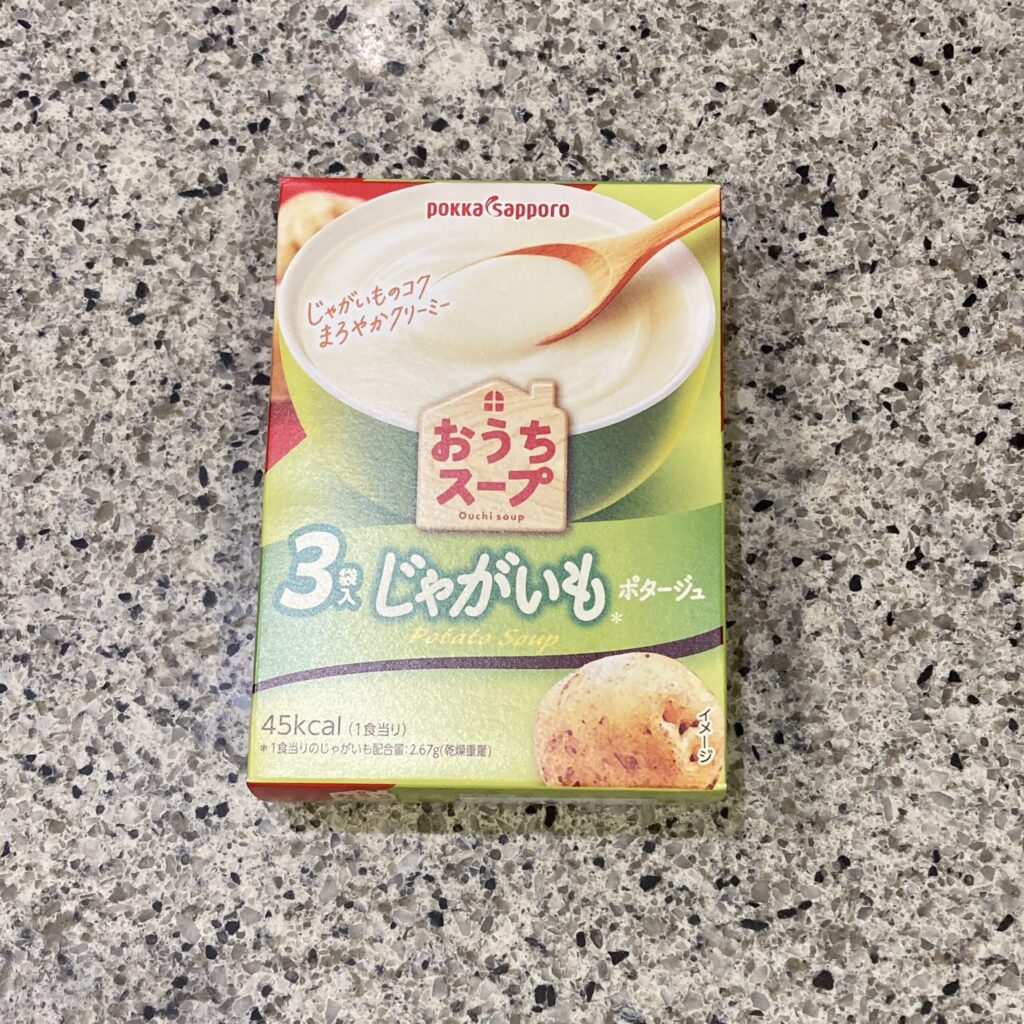 pokka sapporo
じゃがいものコク
まろやかクリーミー
おうち
スープ
Ouchi soup
3袋入 じゃがいも* ポタージュ
Potato Soup
45kcal (1食当り)
*1食当りのじゃがいも配合量:2.67g(乾燥重量)
イメージ